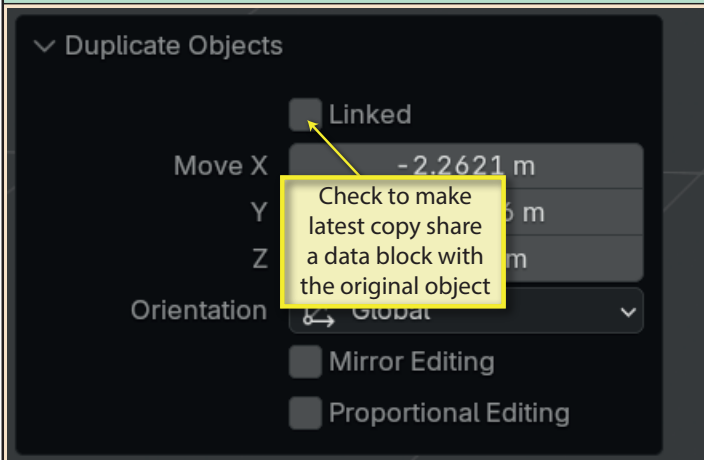 Duplicate Objects
Linked
Move X -2.2621 m
Y m
Z m
Check to make
latest copy share
a data block with
the original object
Orientation Global
Mirror Editing
Proportional Editing